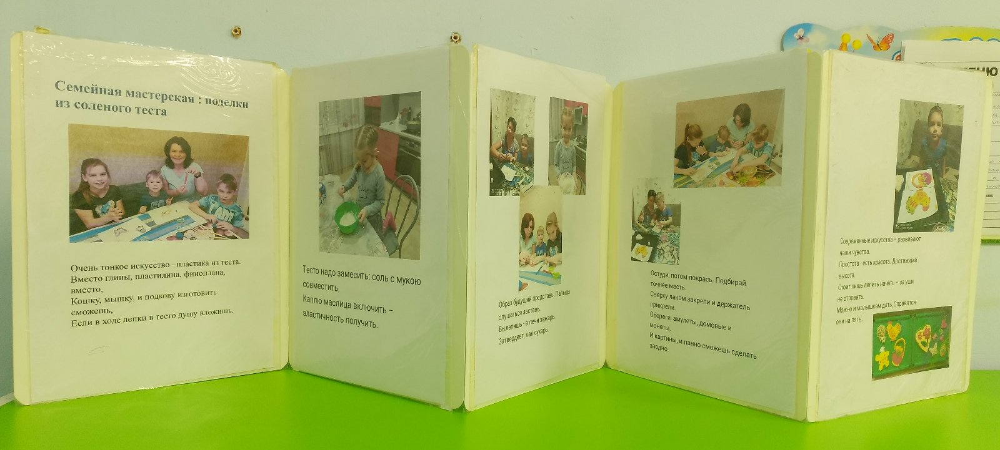 Семейная мастерская : поделки
из соленого теста
Очень тонкое искусство –пластика из теста.
Вместо глины, пластилина, финоплана,
вместо,
Кошку, мышку, и подкову изготовить
сможешь,
Если в ходе лепки в тесто душу вложишь.
Тесто надо замесить: соль с мукою
совместить.
Каплю маслица включить –
эластичность получить.
Образ будущий представь. Пальцы
слушаться заставь.
Вылепишь - в печи зажарь.
Затвердеет, как сухарь.
Остуди, потом покрась. Подбирай
точнее масть.
Сверху лаком закрепи и держатель
прикрепи.
Обереги, амулеты, домовые и
монеты,
И картины, и панно сможешь сделать
заодно.
Современные искусства – развивают
наши чувства.
Простота - есть красота. Достижима
высота.
Стоит лишь лепить начать – за уши
не оторвать.
Можно и малышкам дать, Справятся
они на пять.